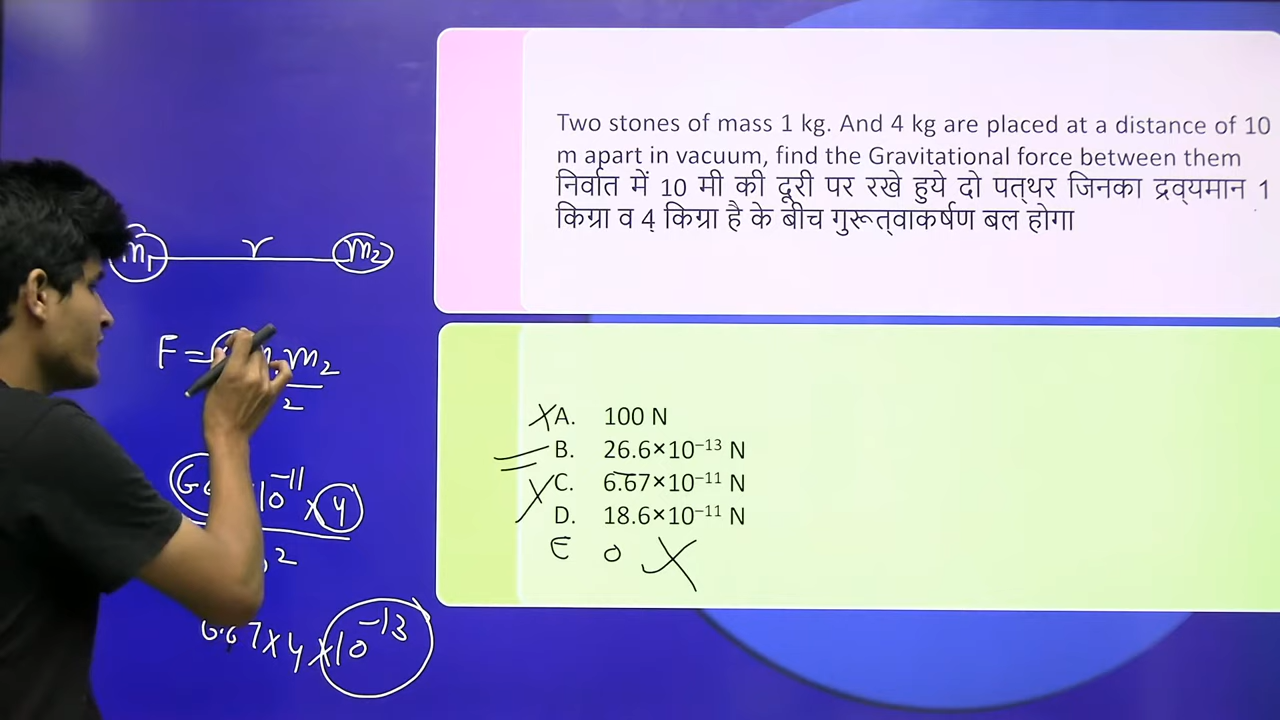 Two stones of mass 1 kg. And 4 kg are placed at a distance of 10
m apart in vacuum, find the Gravitational force between them
निर्वात में 10 मी की दूरी पर रखे हुये दो पत्थर जिनका द्रव्यमान 1
किग्रा व 4 किग्रा है के बीच गुरूत्वाकर्षण बल होगा
m₁ r m₂
F = m₂
2
10⁻¹¹ × 4
2
6.67 × 4 × 10⁻¹³
A. 100 N
B. 26.6×10⁻¹³ N
C. 6.67×10⁻¹¹ N
D. 18.6×10⁻¹¹ N
E 0